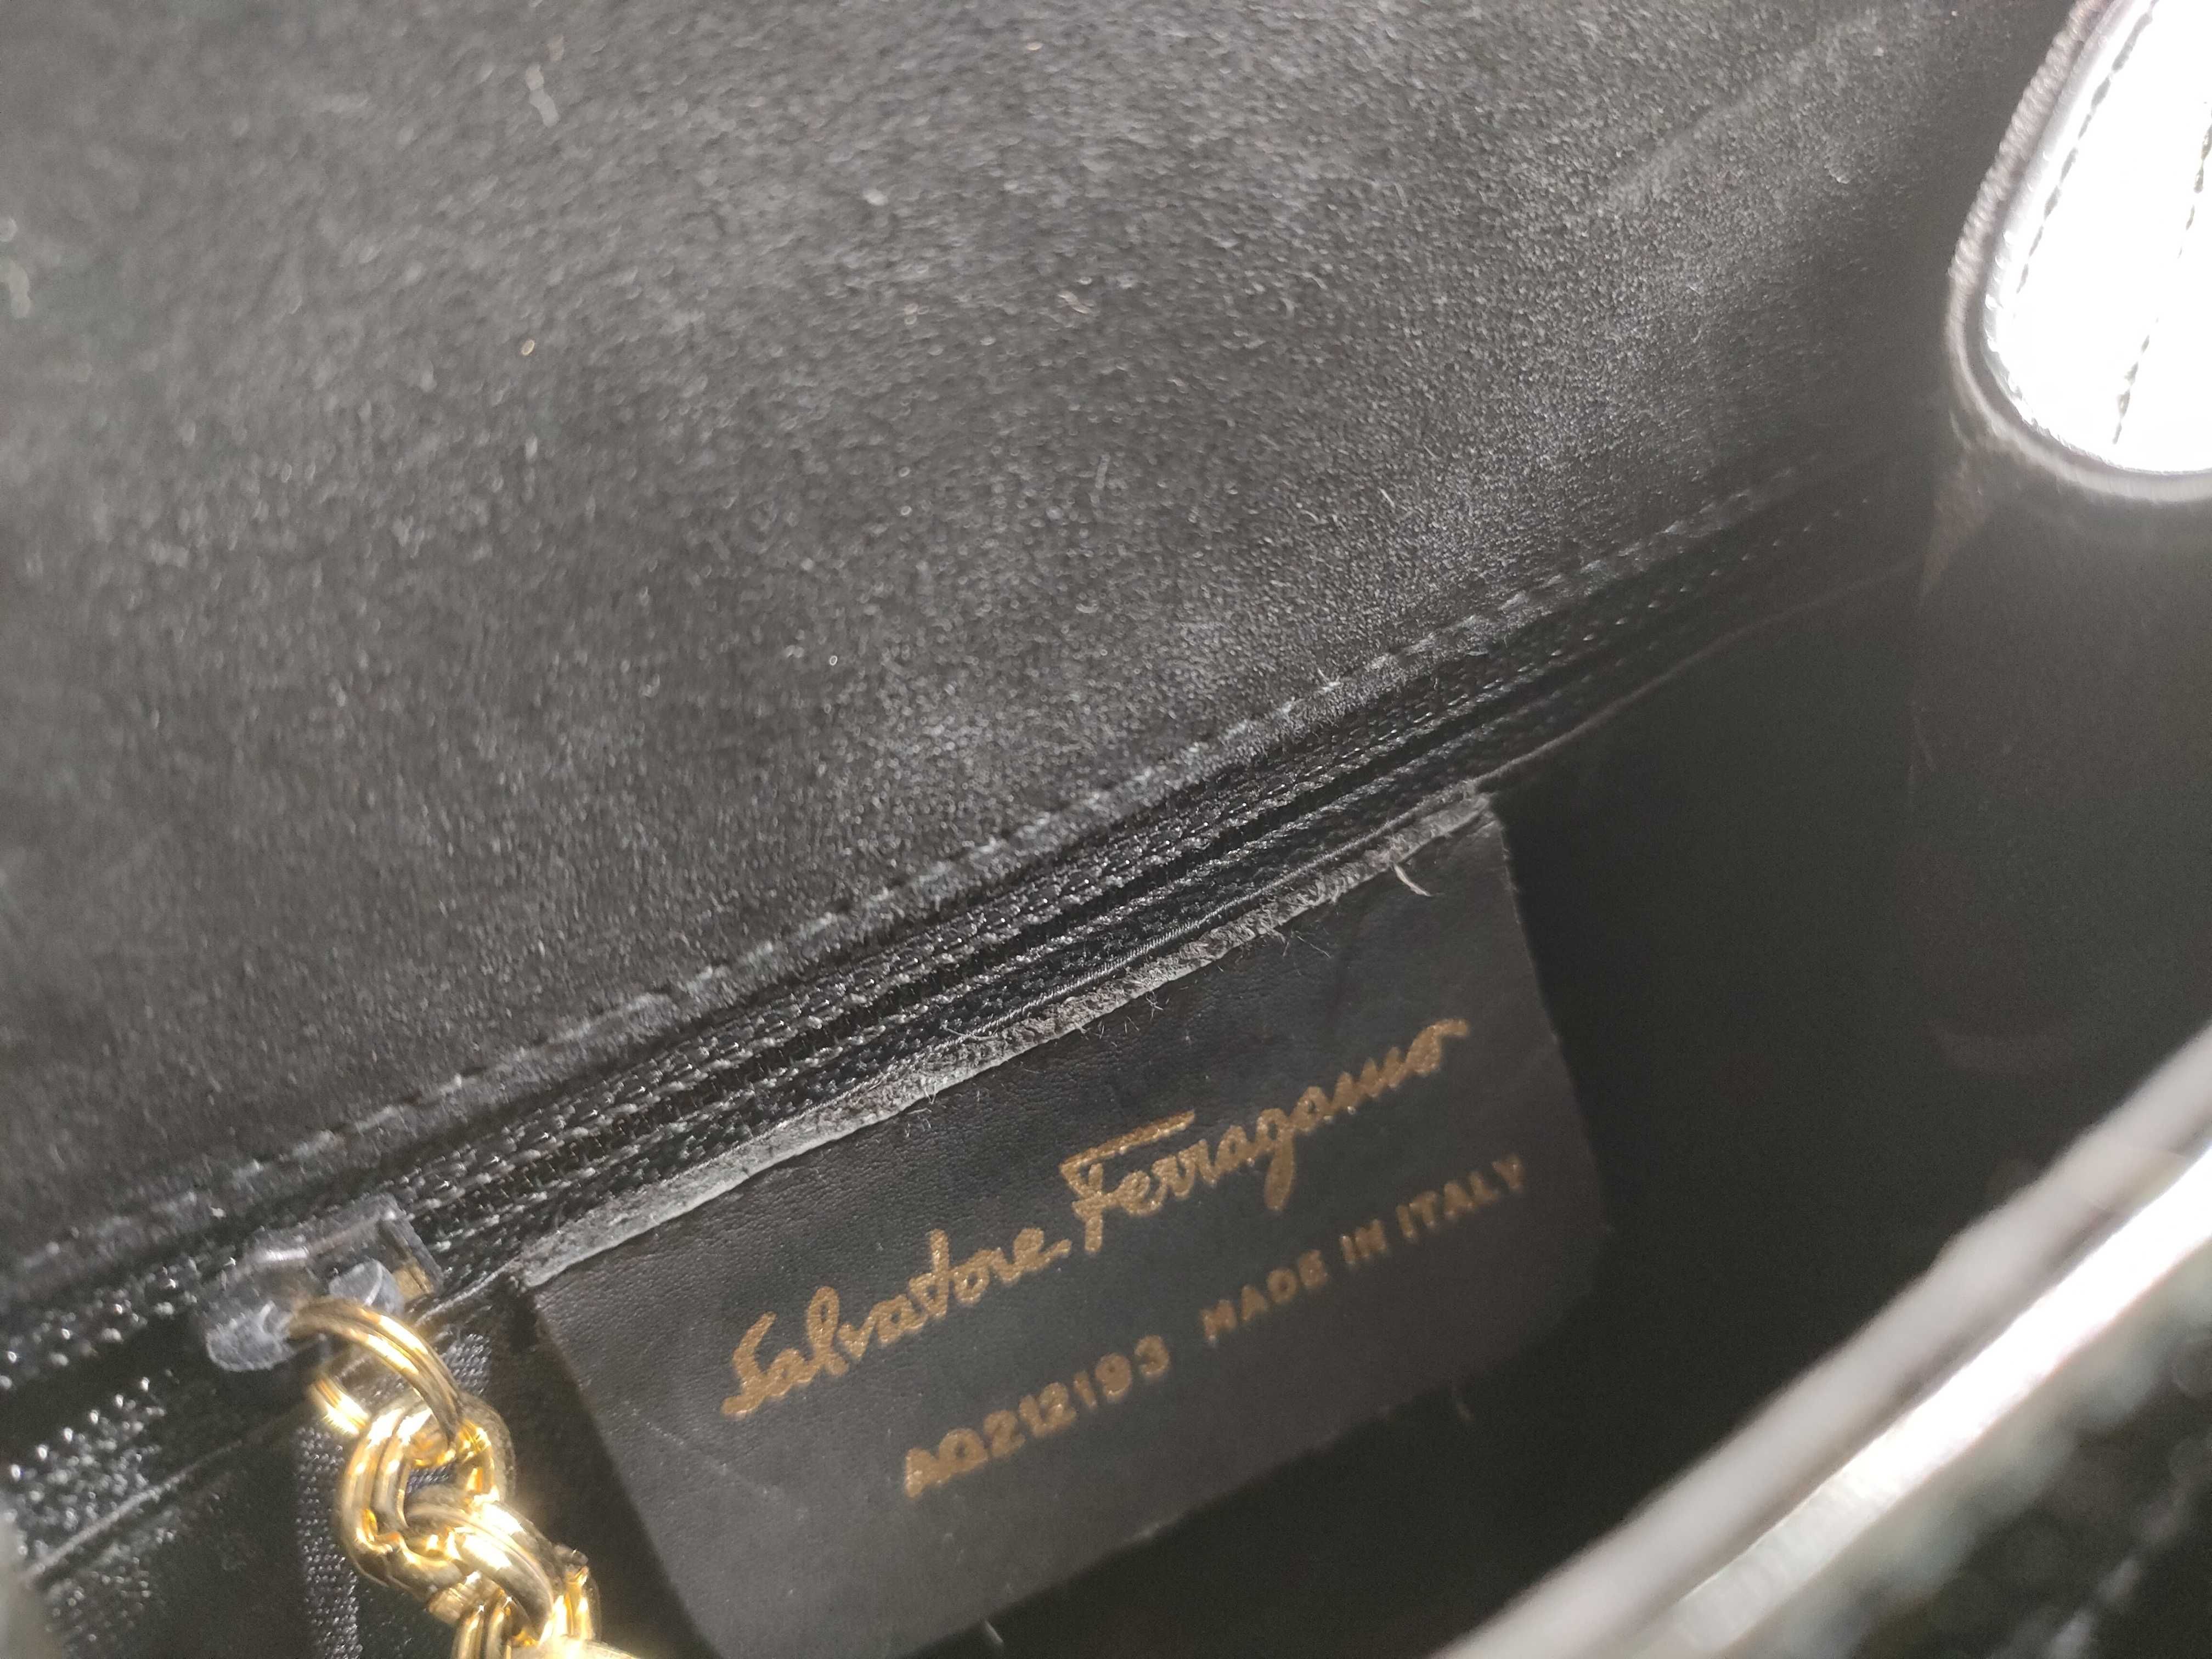 Salvatore Ferragamo
AQ212193 MADE IN ITALY